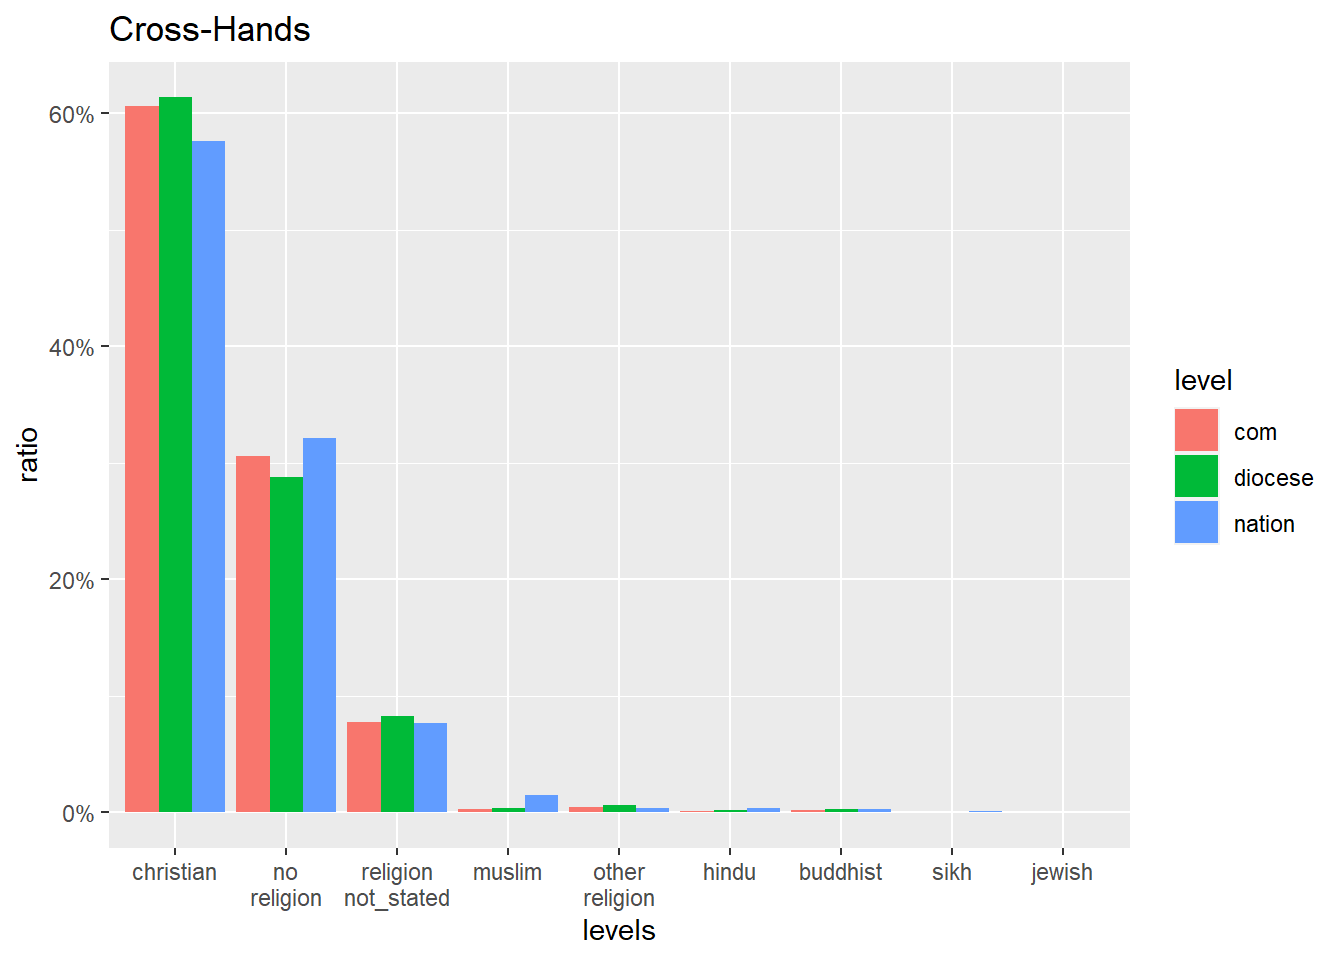 Cross-Hands
60%
40%
20%
0%
ratio
christian
no
religion
religion
not_stated
muslim
other
religion
hindu
buddhist
sikh
jewish
levels
level
com
diocese
nation